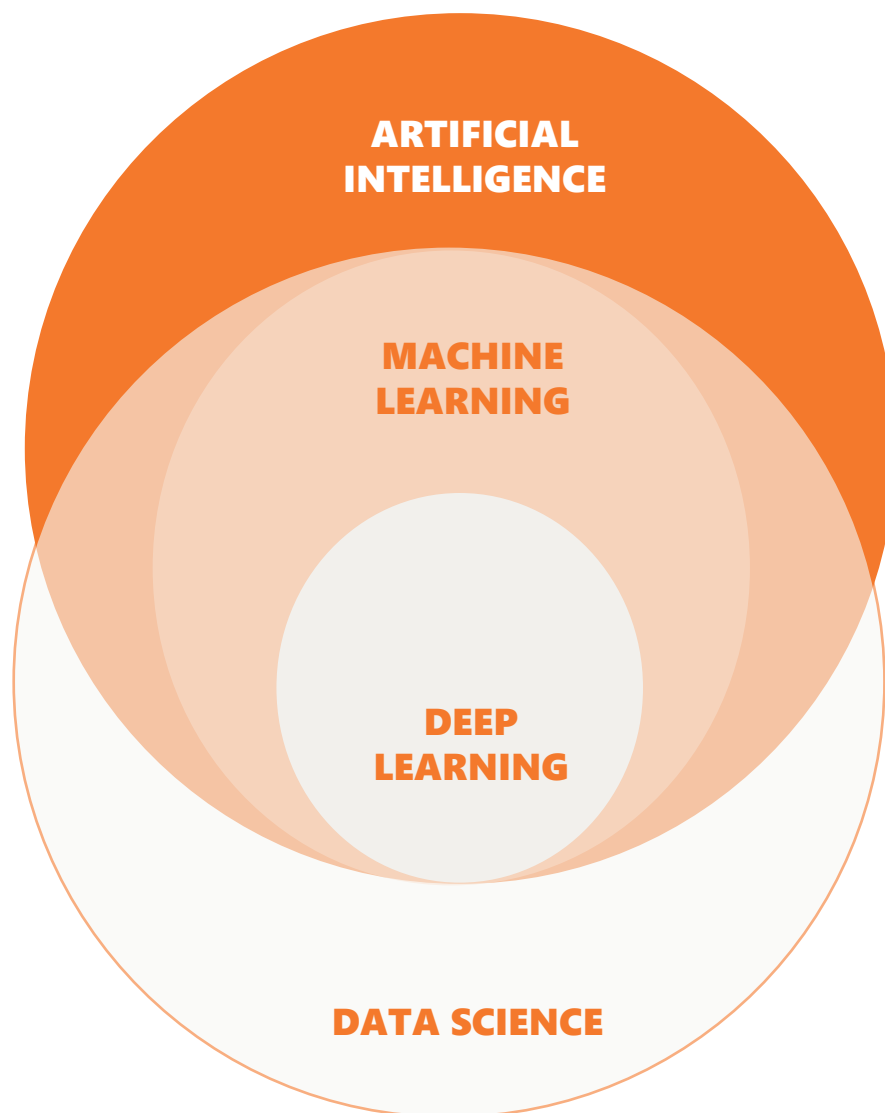 ARTIFICIAL
INTELLIGENCE
MACHINE
LEARNING
DEEP
LEARNING
DATA SCIENCE